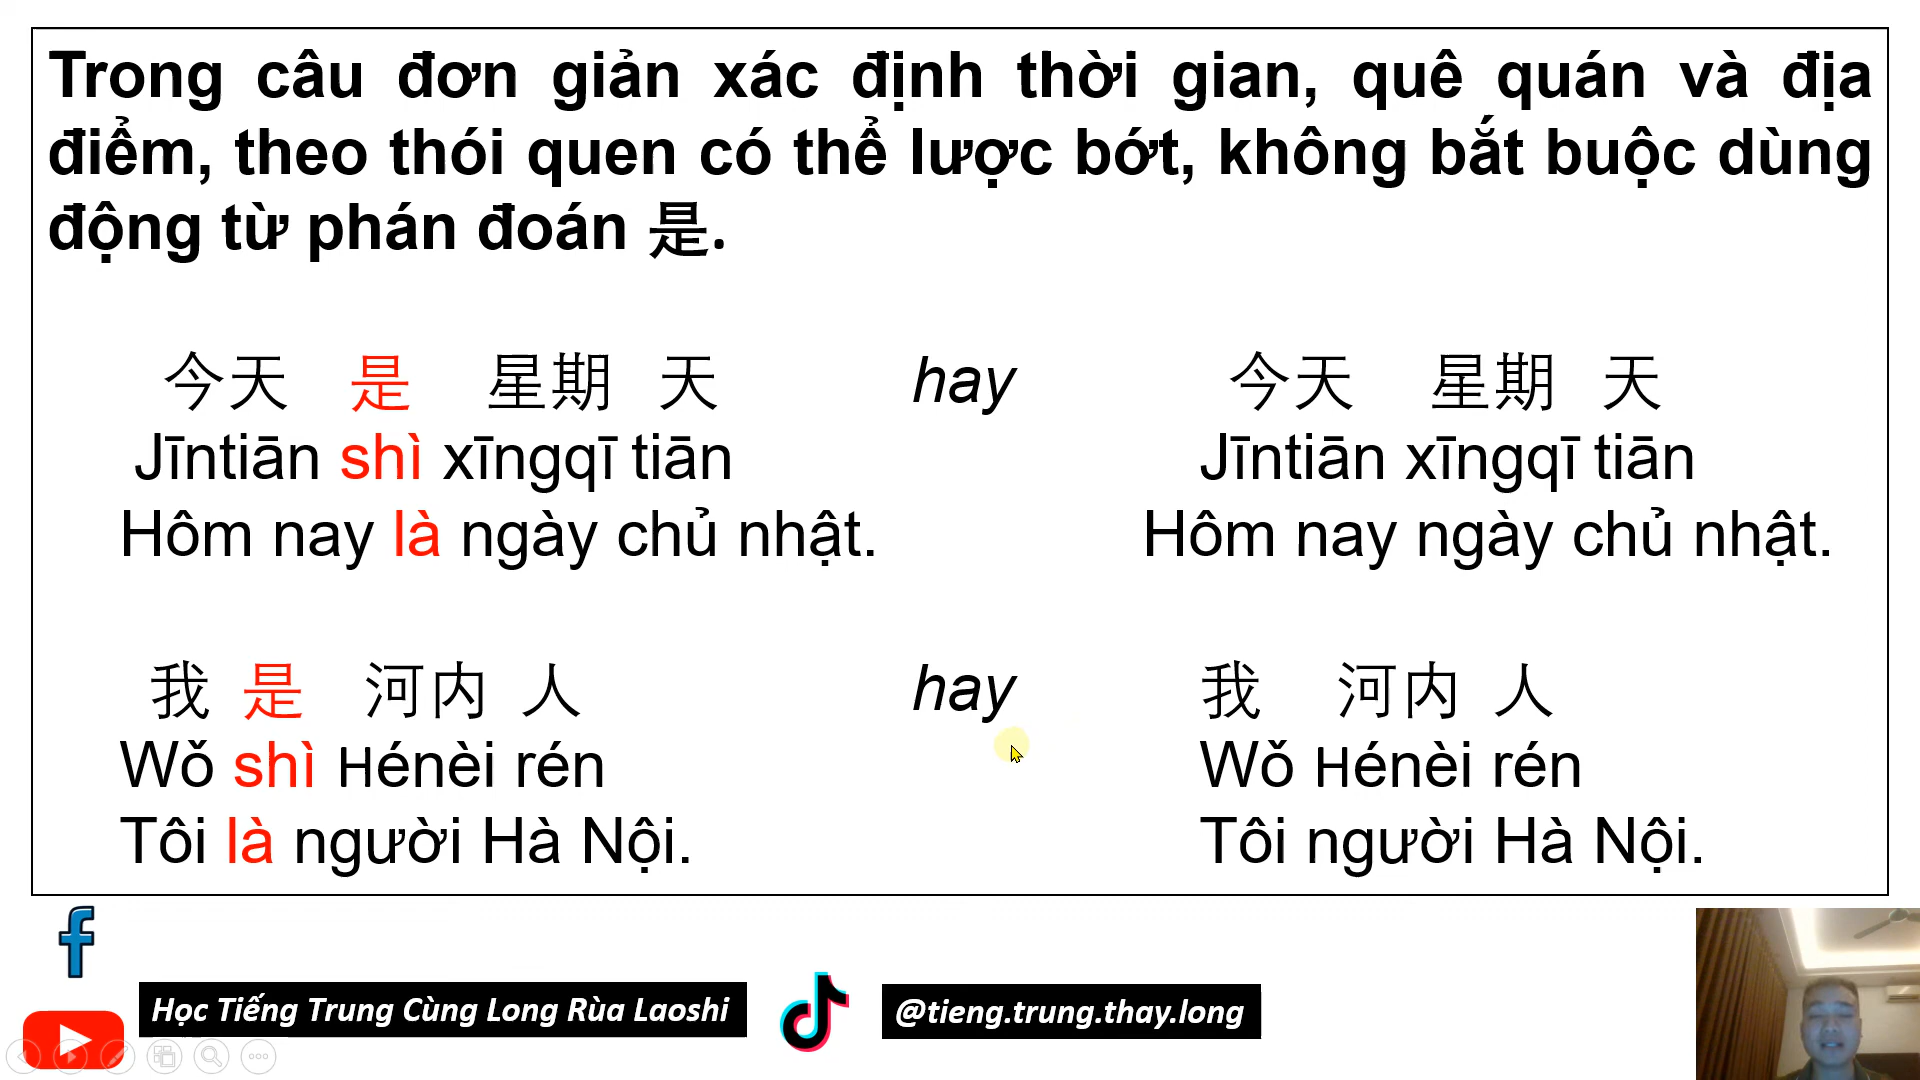 Trong câu đơn giản xác định thời gian, quê quán và địa
điểm, theo thói quen có thể lược bớt, không bắt buộc dùng
động từ phán đoán 是.
今天 是 星期 天 hay 今天 星期 天
Jīntiān shì xīngqī tiān Jīntiān xīngqī tiān
Hôm nay là ngày chủ nhật. Hôm nay ngày chủ nhật.
我 是 河内 人 hay 我 河内 人
Wǒ shì Hénèi rén Wǒ Hénèi rén
Tôi là người Hà Nội. Tôi người Hà Nội.
Học Tiếng Trung Cùng Long Rùa Laoshi @tieng.trung.thay.long